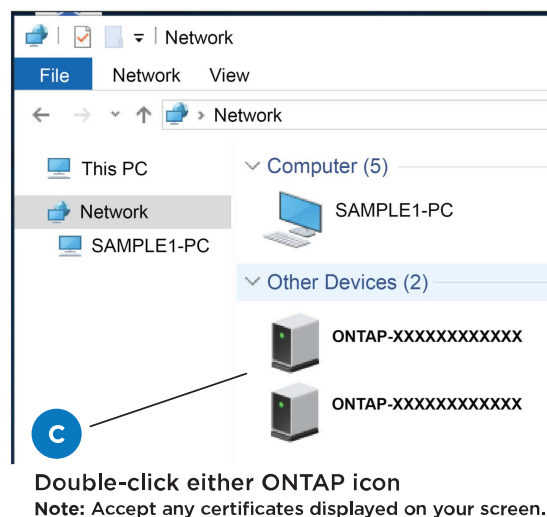 Network
File Network View
Network
This PC
Network
SAMPLE1-PC
Computer (5)
SAMPLE1-PC
Other Devices (2)
ONTAP-XXXXXXXXXXXX
ONTAP-XXXXXXXXXXXX
C
Double-click either ONTAP icon
Note: Accept any certificates displayed on your screen.